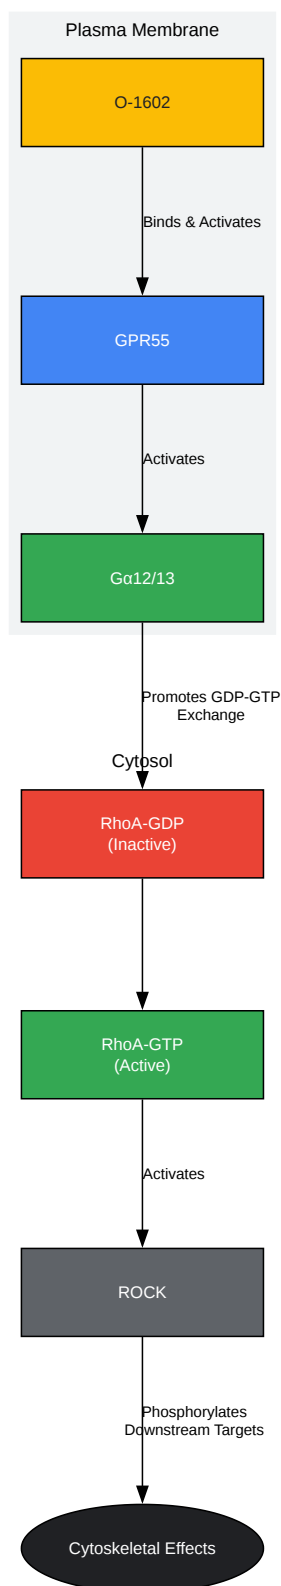 Plasma Membrane
O-1602
Binds & Activates
GPR55
Activates
Gα12/13
Promotes GDP-GTP
Exchange
Cytosol
RhoA-GDP
(Inactive)
RhoA-GTP
(Active)
Activates
ROCK
Phosphorylates
Downstream Targets
Cytoskeletal Effects